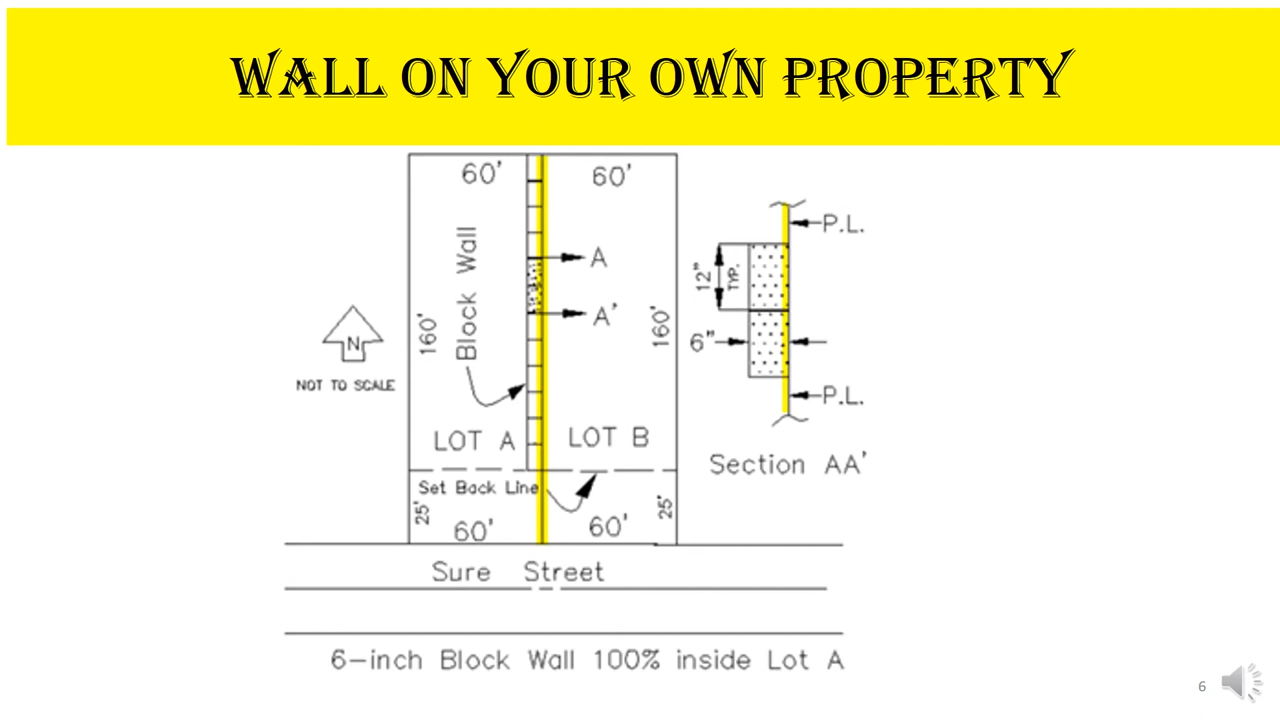 WALL ON YOUR OWN PROPERTY
60'
60'
P.L.
Block Wall
A
12"
TYP.
A'
160'
160'
N
6"
NOT TO SCALE
P.L.
LOT A
LOT B
Section AA'
Set Back Line
25'
25'
60'
60'
Sure Street
6-inch Block Wall 100% inside Lot A
6